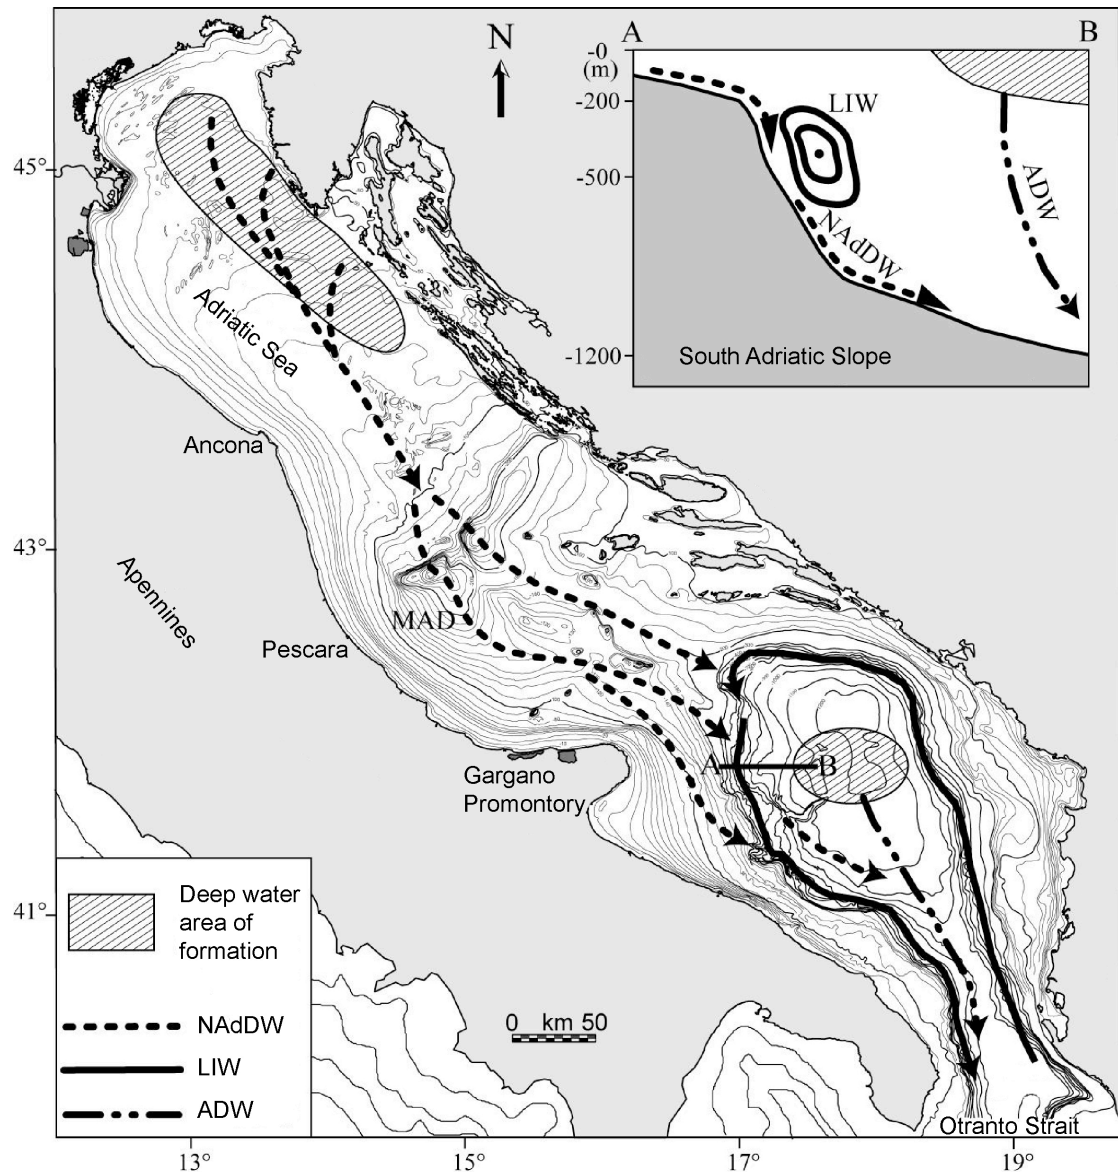 N
A
B
-0
(m)
-200
-500
-1200
LIW
NAdDW
ADW
South Adriatic Slope
45°
43°
41°
Adriatic Sea
Ancona
Apennines
Pescara
MAD
Gargano
Promontory
A
B
Deep water
area of
formation
NAdDW
LIW
ADW
0 km 50
Otranto Strait
13°
15°
17°
19°